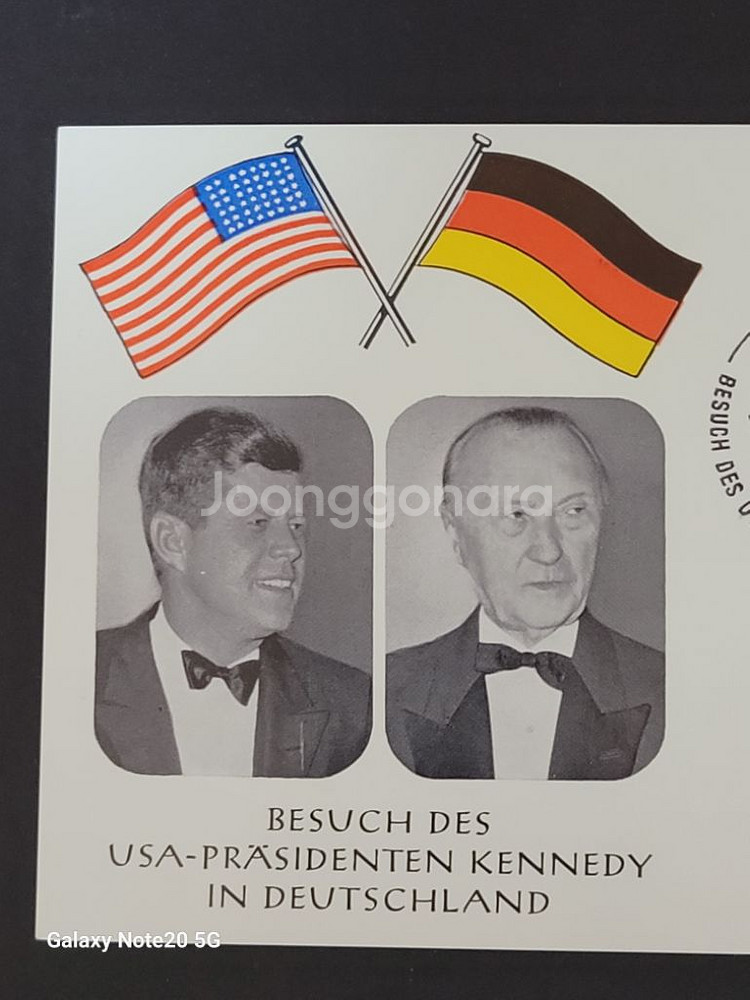 BESUCH DES U
Joonggonara
BESUCH DES
USA-PRÄSIDENTEN KENNEDY
IN DEUTSCHLAND
Galaxy Note20 5G